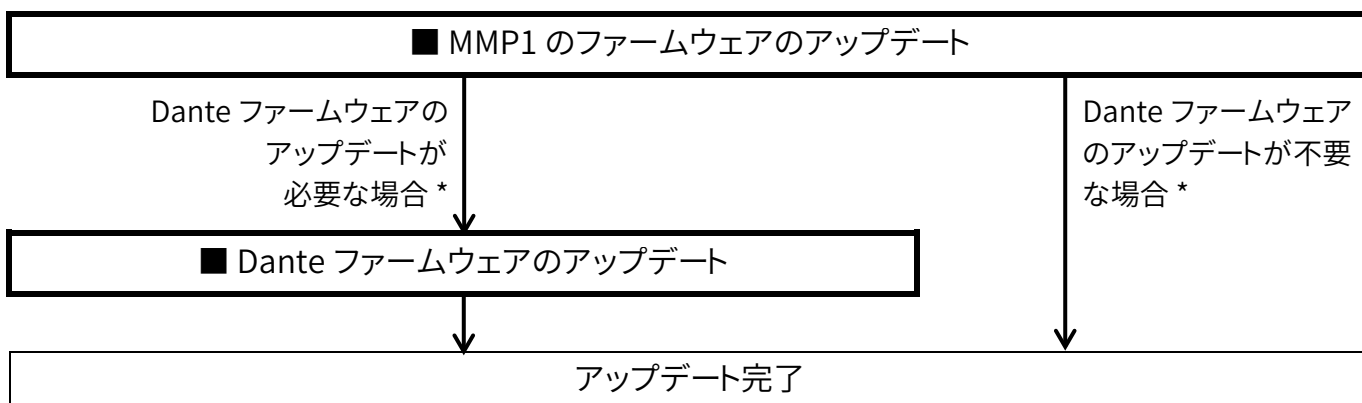 ■ MMP1 のファームウェアのアップデート
Dante ファームウェアの
アップデートが
必要な場合 *
Dante ファームウェア
のアップデートが不要
な場合 *
■ Dante ファームウェアのアップデート
アップデート完了